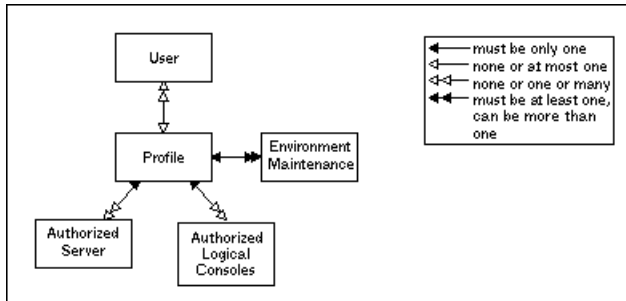 User
must be only one
none or at most one
none or one or many
must be at least one,
can be more than
one
Profile
Environment
Maintenance
Authorized
Server
Authorized
Logical
Consoles